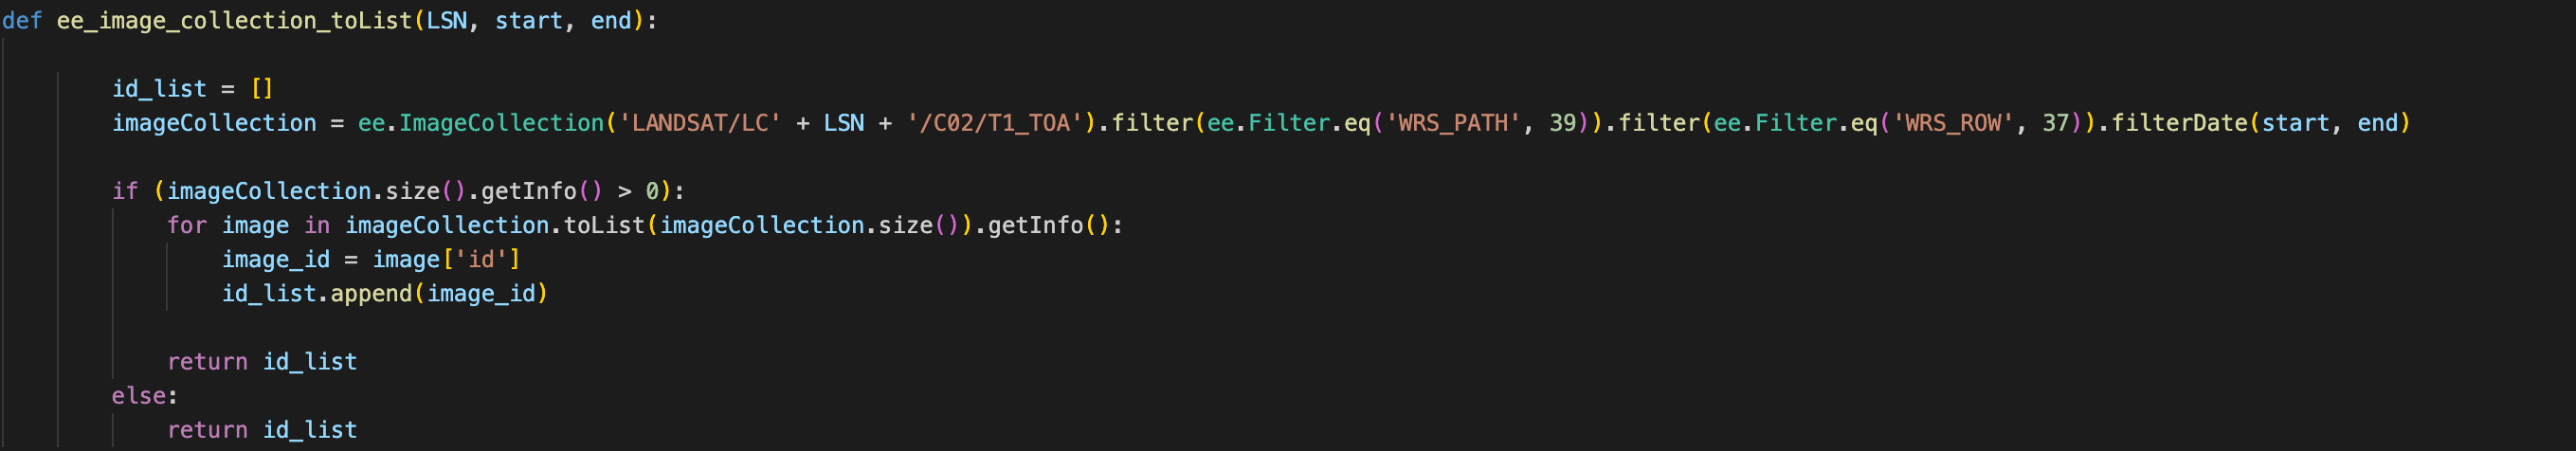 def ee_image_collection_toList(LSN, start, end):
id_list = []
imageCollection = ee.ImageCollection('LANDSAT/LC' + LSN + '/C02/T1_TOA').filter(ee.Filter.eq('WRS_PATH', 39)).filter(ee.Filter.eq('WRS_ROW', 37)).filterDate(start, end)
if (imageCollection.size().getInfo() > 0):
for image in imageCollection.toList(imageCollection.size()).getInfo():
image_id = image['id']
id_list.append(image_id)
return id_list
else:
return id_list